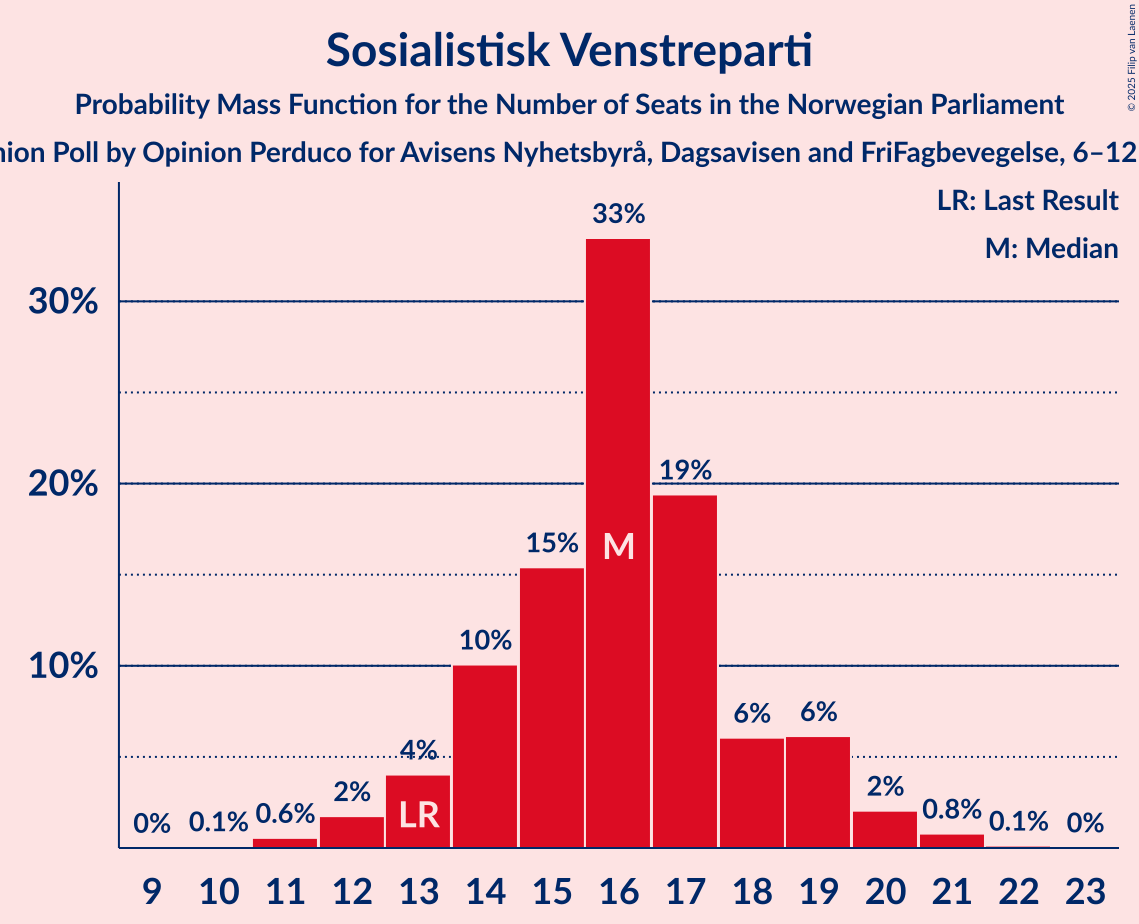 Sosialistisk Venstreparti
Probability Mass Function for the Number of Seats in the Norwegian Parliament
Poll by Opinion Perduco for Avisens Nyhetsbyrå, Dagsavisen and FriFagbevegelse, 6–12
© 2025 Filip van Laenen
LR: Last Result
M: Median
33%
30%
20%
19%
15%
M
10%
10%
6%
6%
4%
2%
2%
LR
0%
0.1%
0.6%
0.8%
0.1%
0%
9 10 11 12 13 14 15 16 17 18 19 20 21 22 23